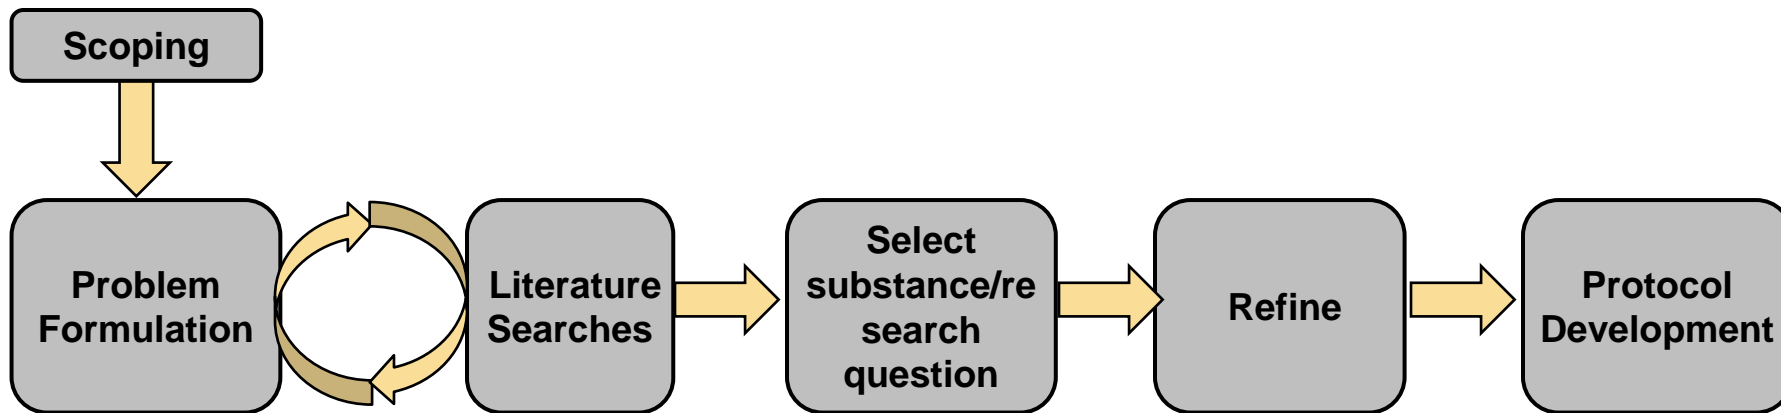 Scoping
Problem
Formulation
Literature
Searches
Select
substance/re
search
question
Refine
Protocol
Development